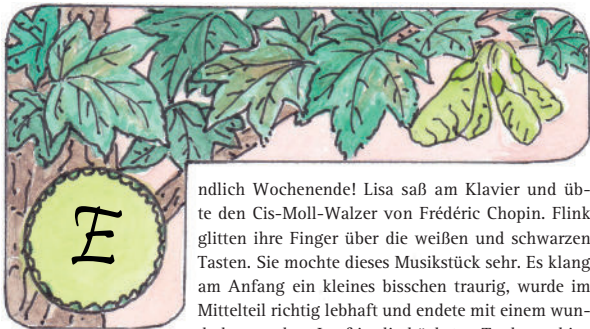 Endlich Wochenende! Lisa saß am Klavier und üb-
te den Cis-Moll-Walzer von Frédéric Chopin. Flink
glitten ihre Finger über die weißen und schwarzen
Tasten. Sie mochte dieses Musikstück sehr. Es klang
am Anfang ein kleines bisschen traurig, wurde im
Mittelteil richtig lebhaft und endete mit einem wun-